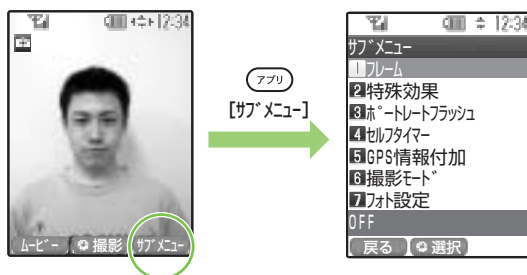 12:34
ムービー 撮影 サブメニュー
アプリ
[サブメニュー]
12:34
サブメニュー
1フレーム
2特殊効果
3ポートレートフラッシュ
4セルフタイマー
5GPS情報付加
6撮影モード
7フォト設定
OFF
戻る 選択